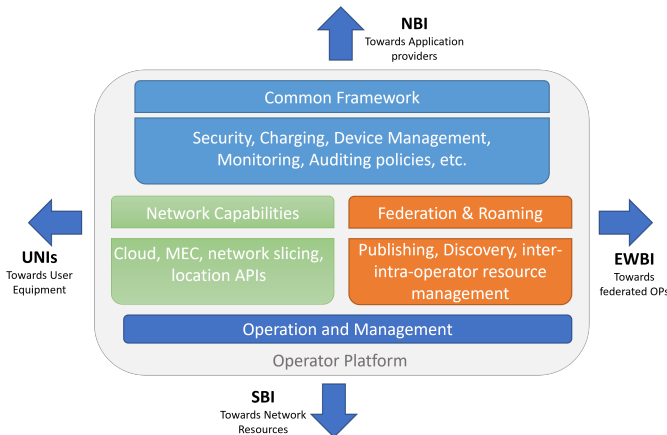 NBI
Towards Application
providers
Common Framework
Security, Charging, Device Management,
Monitoring, Auditing policies, etc.
Network Capabilities
Cloud, MEC, network slicing,
location APIs
Federation & Roaming
Publishing, Discovery, inter-
intra-operator resource
management
UNIs
Towards User
Equipment
EWBI
Towards
federated OPs
Operation and Management
Operator Platform
SBI
Towards Network
Resources